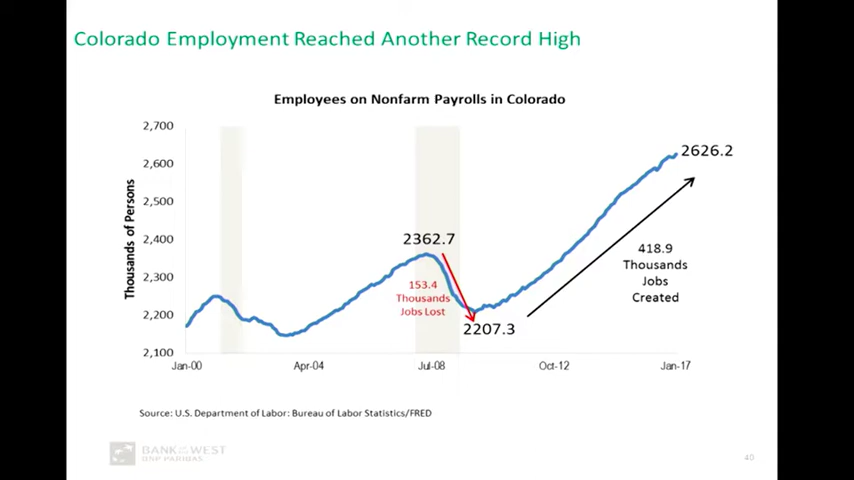 Colorado Employment Reached Another Record High
Employees on Nonfarm Payrolls in Colorado
Thousands of Persons
2,700
2,600
2,500
2,400
2,300
2,200
2,100
Jan-00
Apr-04
Jul-08
Oct-12
Jan-17
2362.7
153.4
Thousands
Jobs Lost
2207.3
2626.2
418.9
Thousands
Jobs
Created
Source: U.S. Department of Labor: Bureau of Labor Statistics/FRED
BANK OF THE WEST
BNP PARIBAS
40